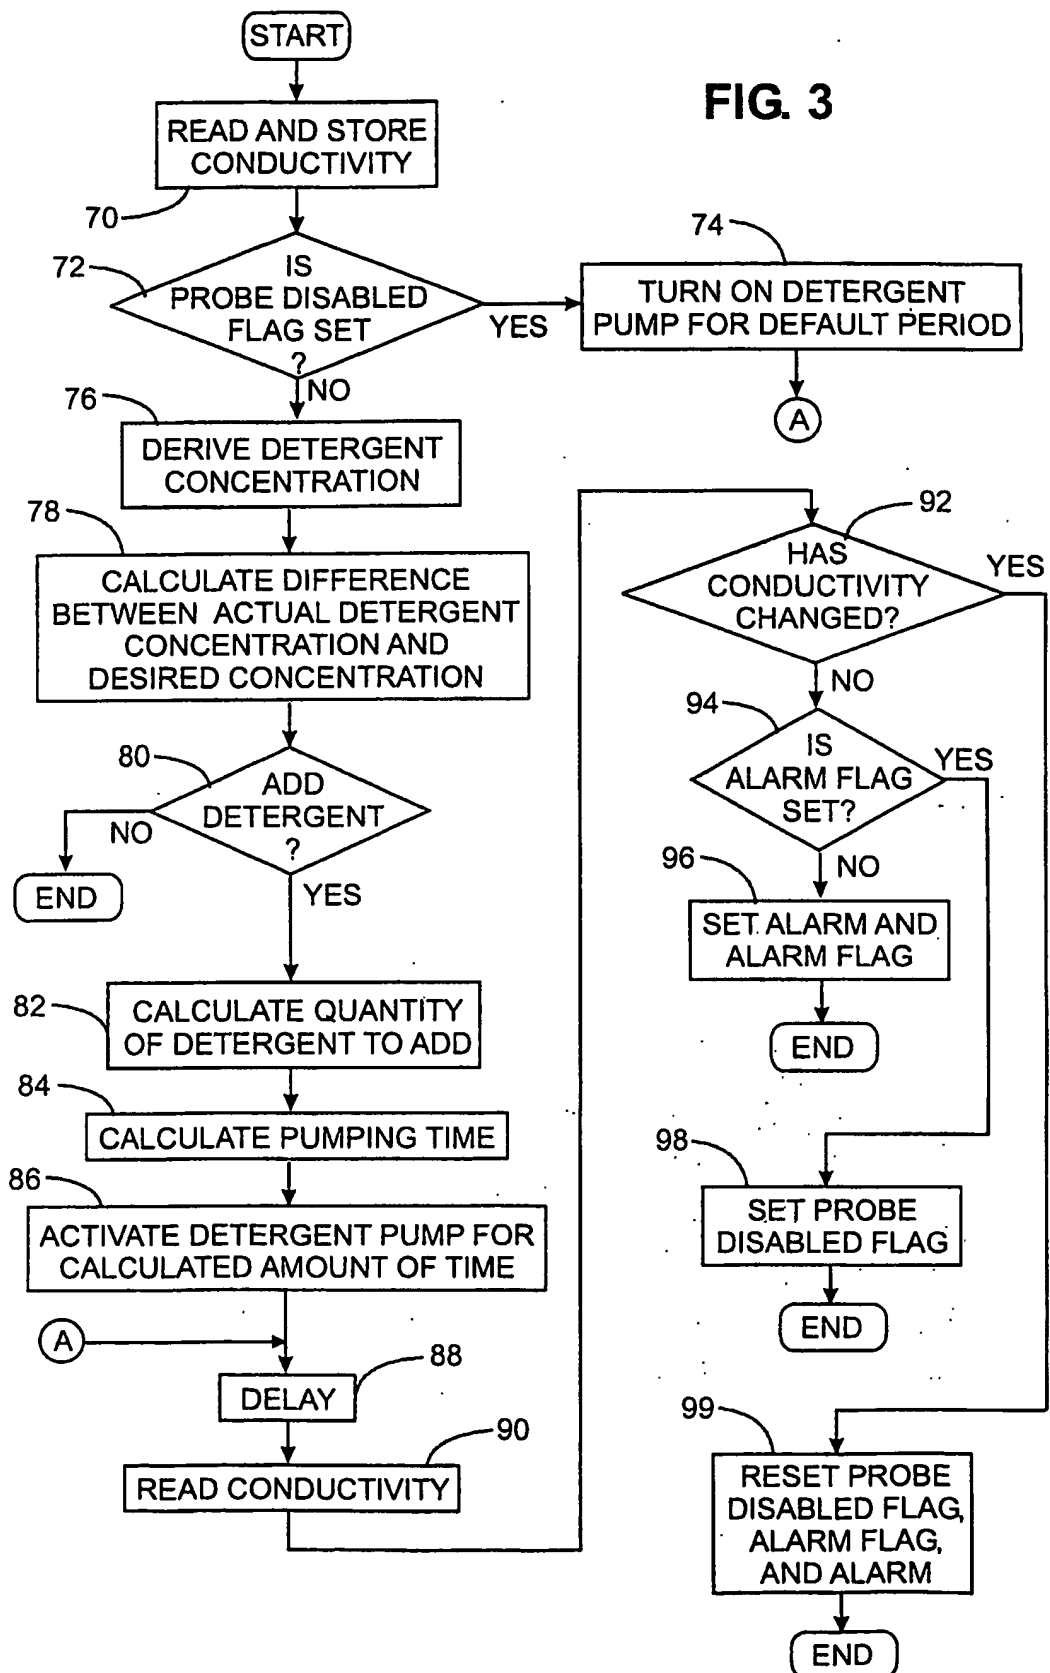 START
FIG. 3
READ AND STORE
CONDUCTIVITY
70
72
IS
PROBE DISABLED
FLAG SET
?
YES
NO
74
TURN ON DETERGENT
PUMP FOR DEFAULT PERIOD
A
76
DERIVE DETERGENT
CONCENTRATION
78
CALCULATE DIFFERENCE
BETWEEN ACTUAL DETERGENT
CONCENTRATION AND
DESIRED CONCENTRATION
80
ADD
DETERGENT
?
NO
END
YES
82
CALCULATE QUANTITY
OF DETERGENT TO ADD
84
CALCULATE PUMPING TIME
86
ACTIVATE DETERGENT PUMP FOR
CALCULATED AMOUNT OF TIME
A
88
DELAY
90
READ CONDUCTIVITY
92
HAS
CONDUCTIVITY
CHANGED?
YES
NO
94
IS
ALARM FLAG
SET?
YES
NO
96
SET ALARM AND
ALARM FLAG
END
98
SET PROBE
DISABLED FLAG
END
99
RESET PROBE
DISABLED FLAG,
ALARM FLAG,
AND ALARM
END